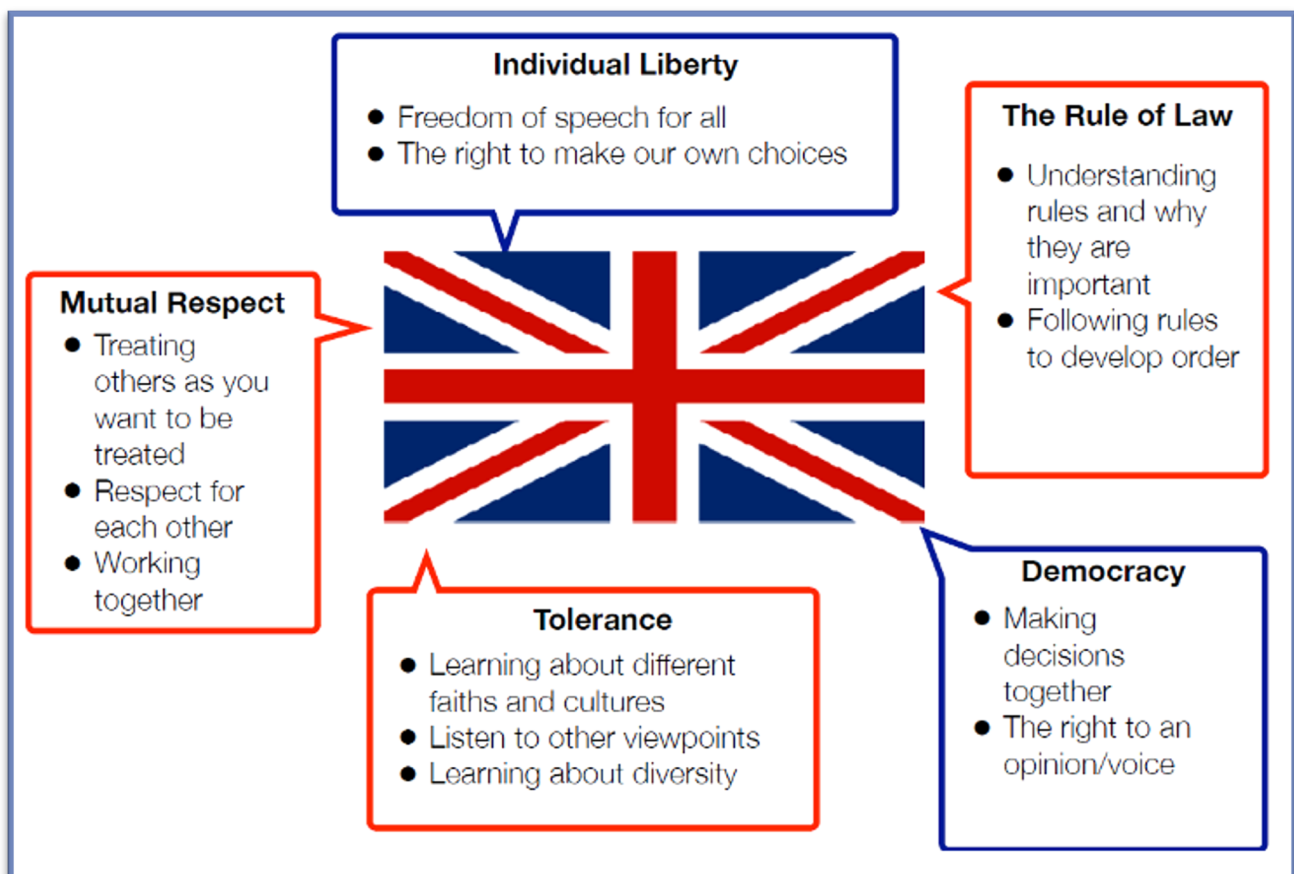 Individual Liberty
● Freedom of speech for all
● The right to make our own choices
The Rule of Law
● Understanding
rules and why
they are
important
● Following rules
to develop order
Mutual Respect
● Treating
others as you
want to be
treated
● Respect for
each other
● Working
together
Tolerance
● Learning about different
faiths and cultures
● Listen to other viewpoints
● Learning about diversity
Democracy
● Making
decisions
together
● The right to an
opinion/voice